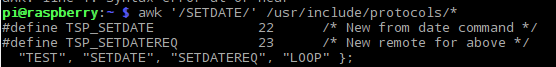 pi@raspberry:~ $ awk '/SETDATE/' /usr/include/protocols/*
#define TSP_SETDATE 22 /* New from date command */
#define TSP_SETDATEREQ 23 /* New remote for above */
"TEST", "SETDATE", "SETDATEREQ", "LOOP" };